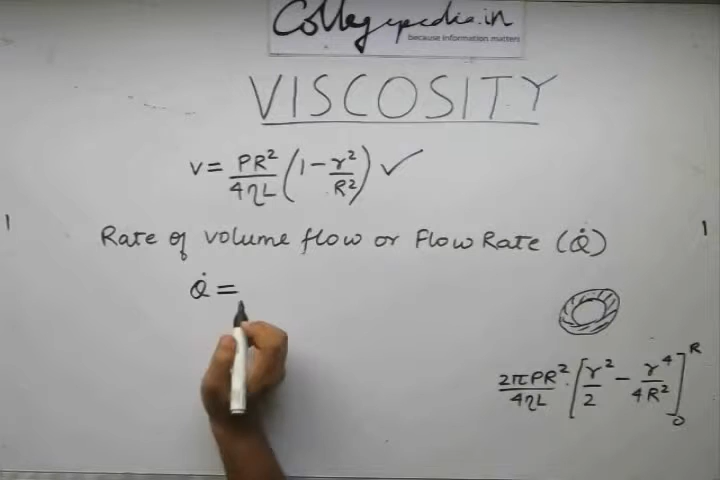 Collegepedia.in
because information matters
VISCOSITY
v = PR²/4ηL (1 - r²/R²) ✓
Rate of volume flow or Flow Rate (Q̇)
Q̇ =
2πPR²/4ηL · [r²/2 - r⁴/4R²]₀ᴿ